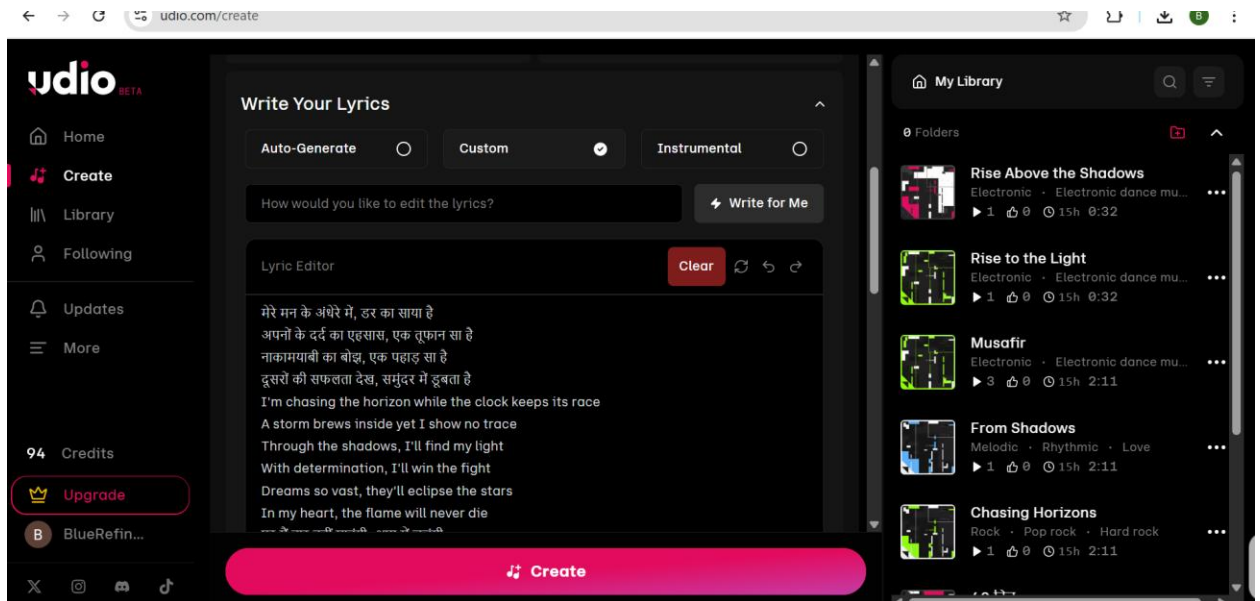 udio.com/create
B
udio BETA
Home
Create
Library
Following
Updates
More
94 Credits
Upgrade
B BlueRefin...
Write Your Lyrics
Auto-Generate
Custom
Instrumental
How would you like to edit the lyrics?
Write for Me
Lyric Editor
Clear
मेरे मन के अंधेरे में, डर का साया है
अपनों के दर्द का एहसास, एक तूफान सा है
नाकामयाबी का बोझ, एक पहाड़ सा है
दूसरों की सफलता देख, समुंदर में डूबता है
I'm chasing the horizon while the clock keeps its race
A storm brews inside yet I show no trace
Through the shadows, I'll find my light
With determination, I'll win the fight
Dreams so vast, they'll eclipse the stars
In my heart, the flame will never die
Create
My Library
0 Folders
Rise Above the Shadows
Electronic · Electronic dance mu...
1 0 15h 0:32
Rise to the Light
Electronic · Electronic dance mu...
1 0 15h 0:32
Musafir
Electronic · Electronic dance mu...
3 0 15h 2:11
From Shadows
Melodic · Rhythmic · Love
1 0 15h 2:11
Chasing Horizons
Rock · Pop rock · Hard rock
1 0 15h 2:11